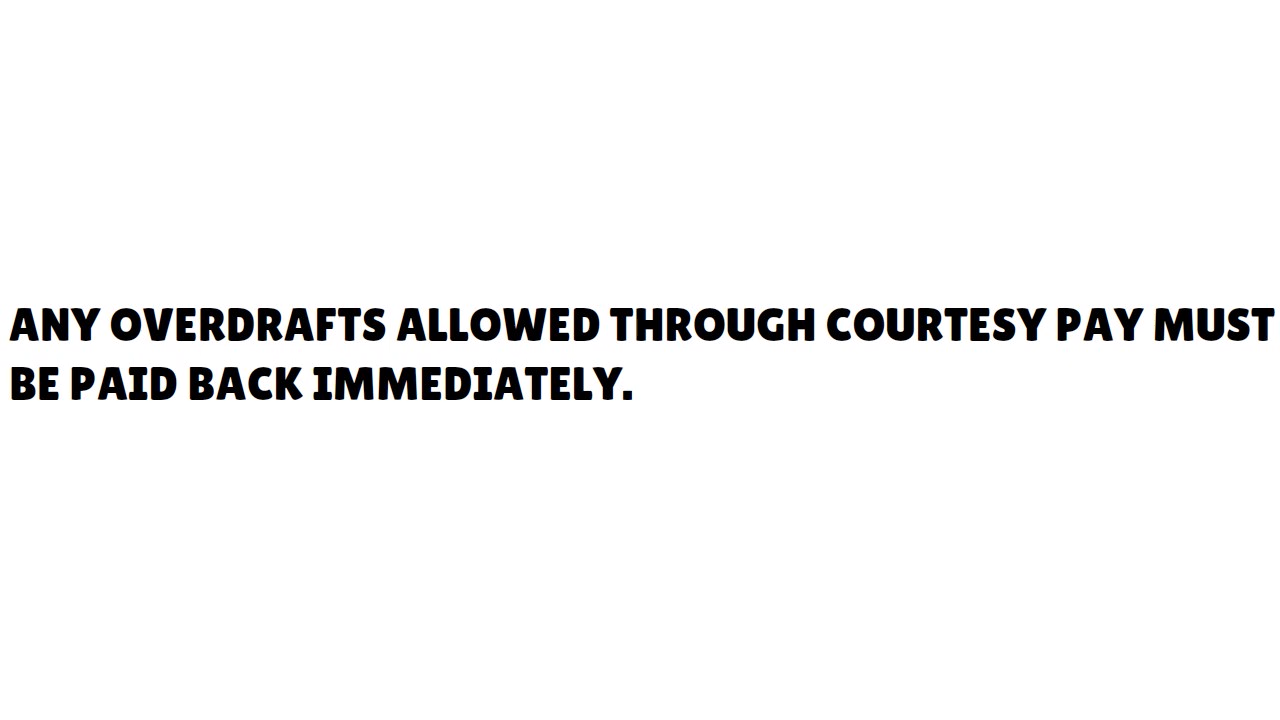 ANY OVERDRAFTS ALLOWED THROUGH COURTESY PAY MUST
BE PAID BACK IMMEDIATELY.